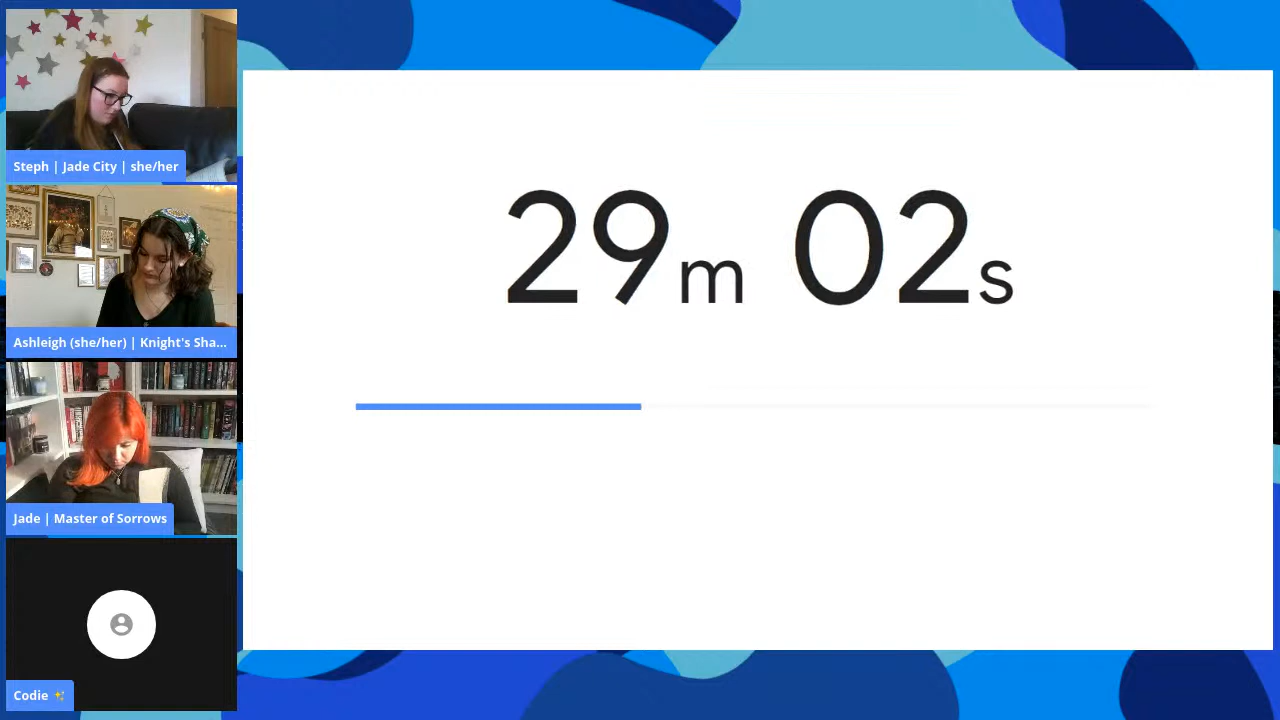 Steph | Jade City | she/her
Ashleigh (she/her) | Knight's Sha...
Jade | Master of Sorrows
Codie ✨
29m 02s